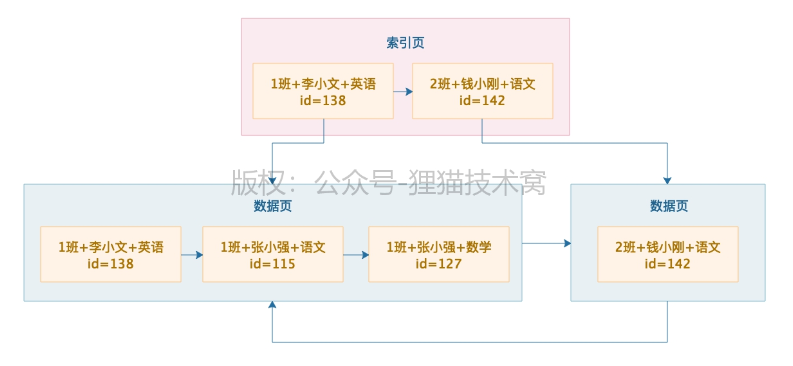 索引页
1班+李小文+英语
id=138
2班+钱小刚+语文
id=142
版权：公众号-狸猫技术窝
数据页
1班+李小文+英语
id=138
1班+张小强+语文
id=115
1班+张小强+数学
id=127
数据页
2班+钱小刚+语文
id=142